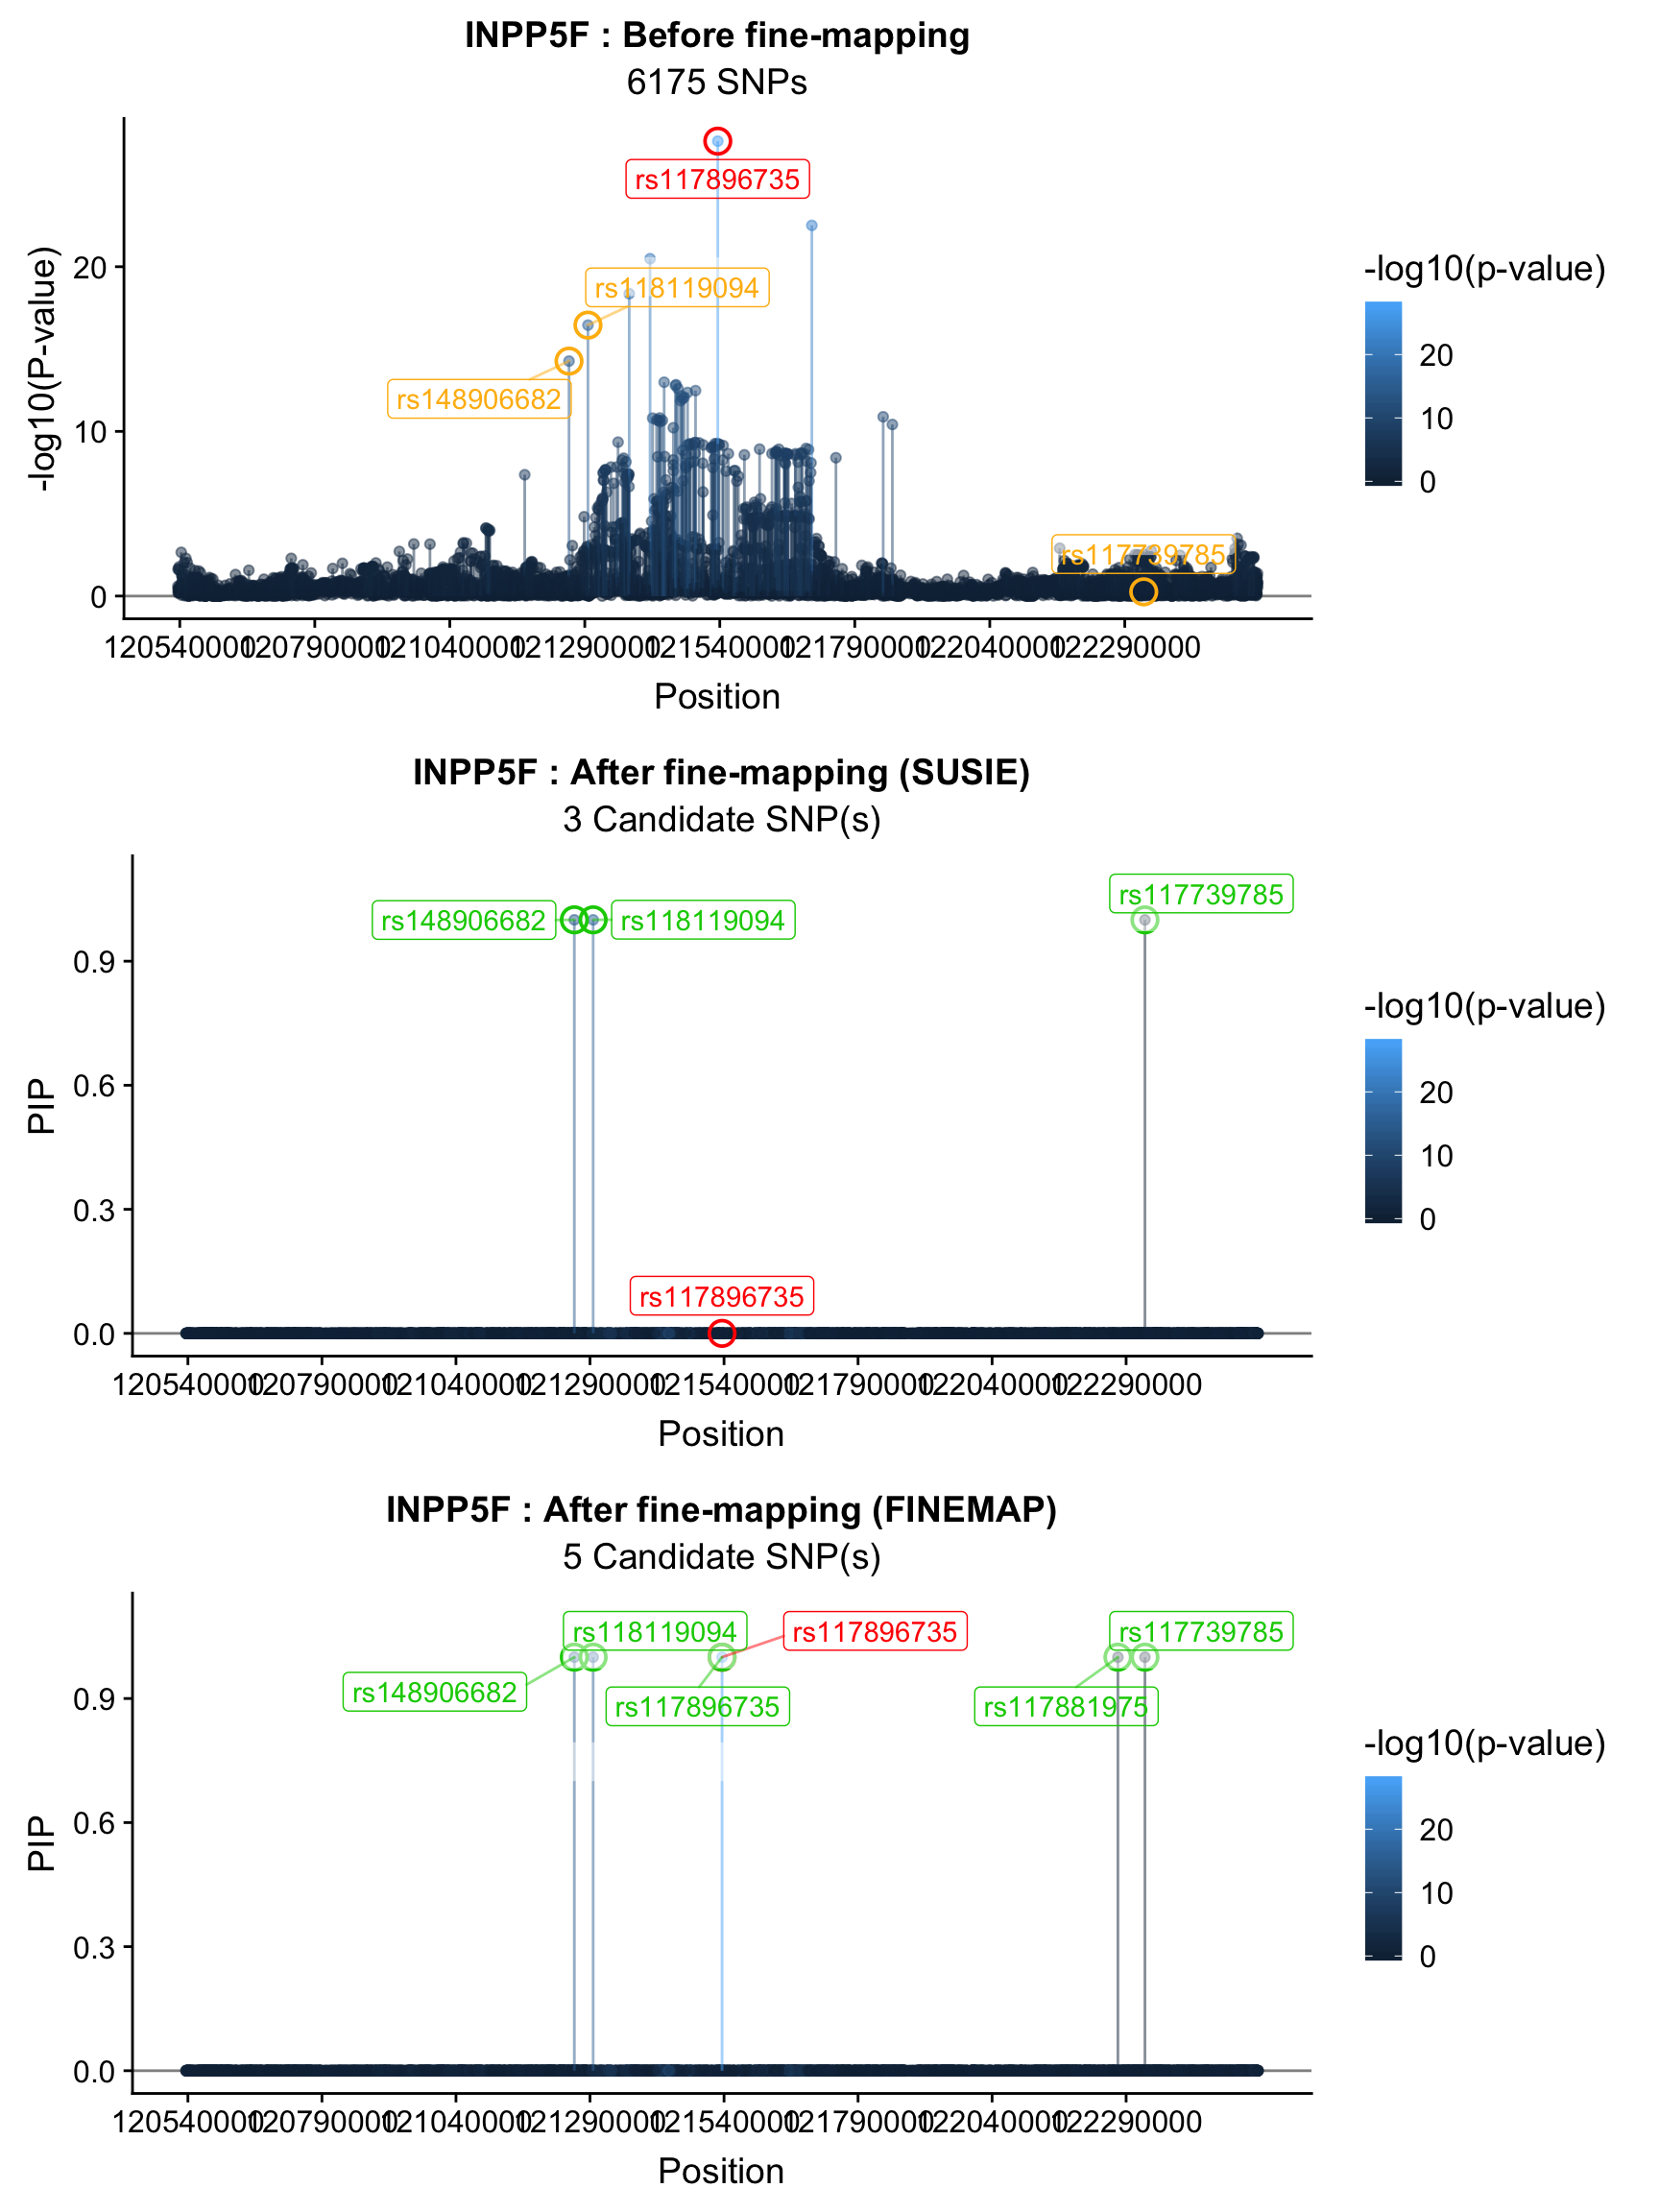 INPP5F : Before fine-mapping
6175 SNPs
-log10(P-value)
20
10
0
rs117896735
rs118119094
rs148906682
rs117739785
120540000 120790000 121040000 121290000 121540000 121790000 122040000 122290000
Position
-log10(p-value)
20
10
0
INPP5F : After fine-mapping (SUSIE)
3 Candidate SNP(s)
PIP
0.9
0.6
0.3
0.0
rs148906682
rs118119094
rs117739785
rs117896735
120540000 120790000 121040000 121290000 121540000 121790000 122040000 122290000
Position
-log10(p-value)
20
10
0
INPP5F : After fine-mapping (FINEMAP)
5 Candidate SNP(s)
PIP
0.9
0.6
0.3
0.0
rs118119094
rs117896735
rs117739785
rs148906682
rs117896735
rs117881975
120540000 120790000 121040000 121290000 121540000 121790000 122040000 122290000
Position
-log10(p-value)
20
10
0